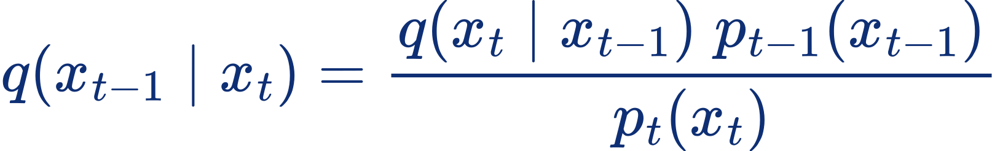 q(x_{t-1} | x_t) = \frac{q(x_t | x_{t-1}) p_{t-1}(x_{t-1})}{p_t(x_t)}